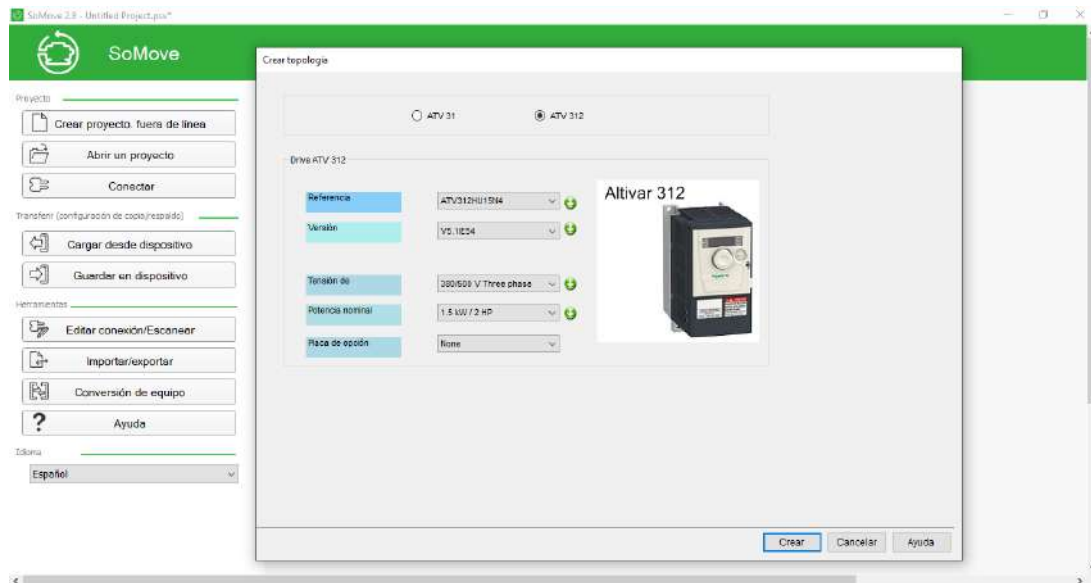 SoMove 2.8 - Untitled Project.psx*
SoMove
Proyecto
Crear proyecto. fuera de línea
Abrir un proyecto
Conectar
Transferir (configuración de copia/respaldo)
Cargar desde dispositivo
Guardar en dispositivo
Herramientas
Editar conexión/Escanear
Importar/exportar
Conversión de equipo
? Ayuda
Idioma
Español
Crear topología
ATV 31
ATV 312
Drive ATV 312
Referencia
ATV312HU15N4
Versión
V5.1IE54
Tensión de
380/500 V Three phase
Potencia nominal
1.5 kW / 2 HP
Placa de opción
None
Altivar 312
Crear
Cancelar
Ayuda